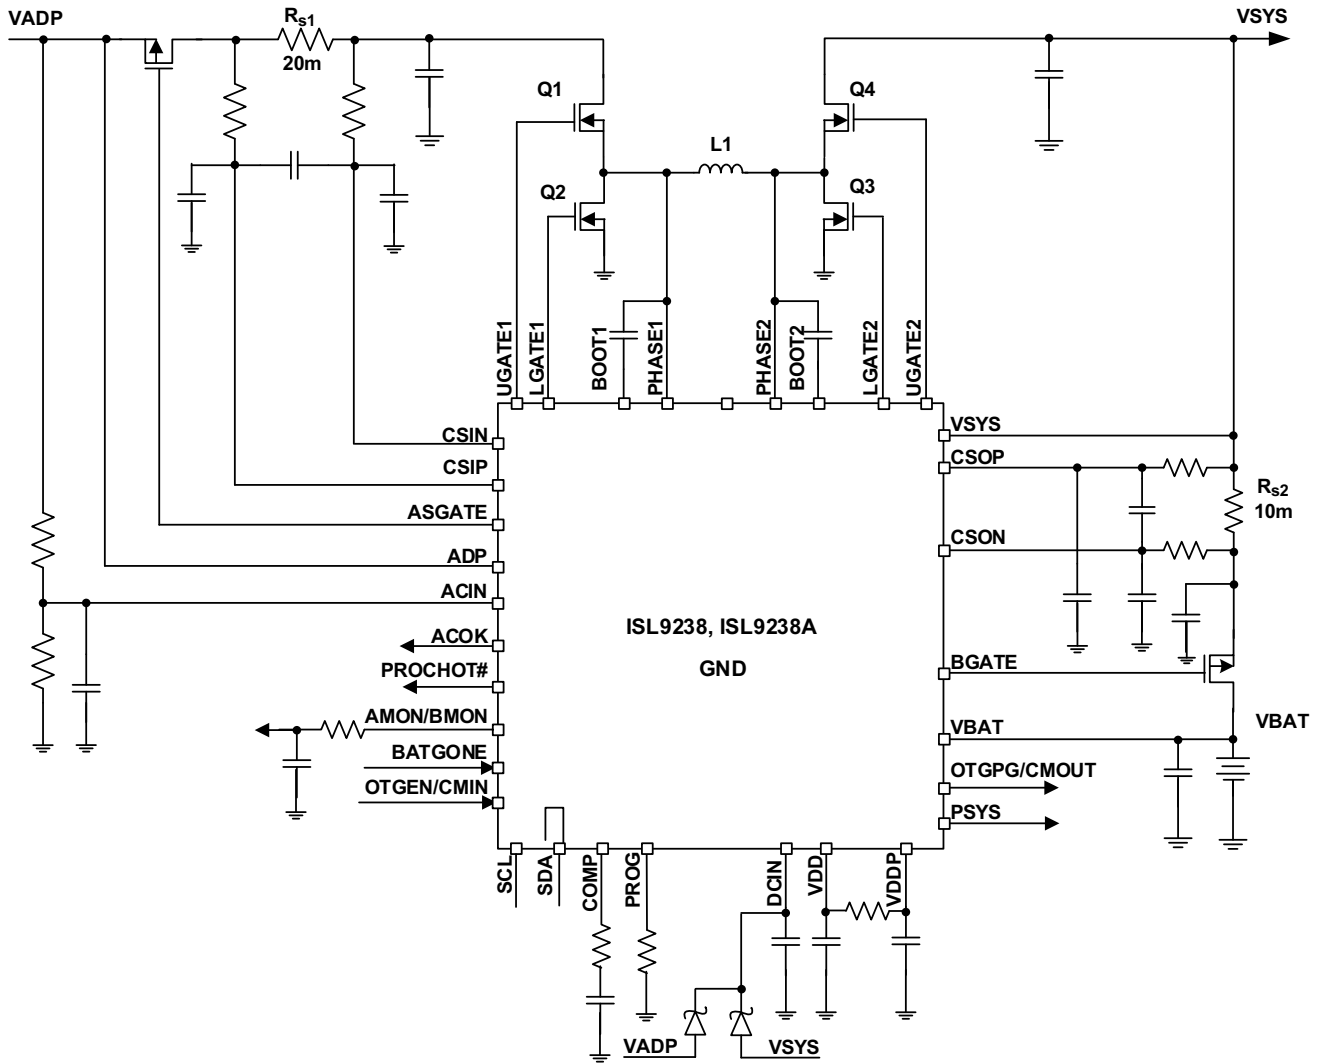 VADP
Rs1
20m
VSYS
Q1
Q4
L1
Q2
Q3
UGATE1
LGATE1
BOOT1
PHASE1
PHASE2
BOOT2
LGATE2
UGATE2
CSIN
CSIP
ASGATE
ADP
ACIN
ACOK
PROCHOT#
AMON/BMON
BATGONE
OTGEN/CMIN
VSYS
CSOP
Rs2
10m
CSON
ISL9238, ISL9238A
GND
BGATE
VBAT
VBAT
OTGPG/CMOUT
PSYS
SCL
SDA
COMP
PROG
DCIN
VDD
VDDP
VADP
VSYS